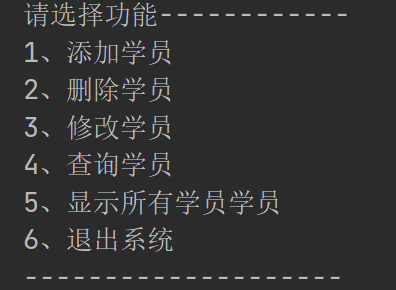 请选择功能------------
1、添加学员
2、删除学员
3、修改学员
4、查询学员
5、显示所有学员学员
6、退出系统
--------------------